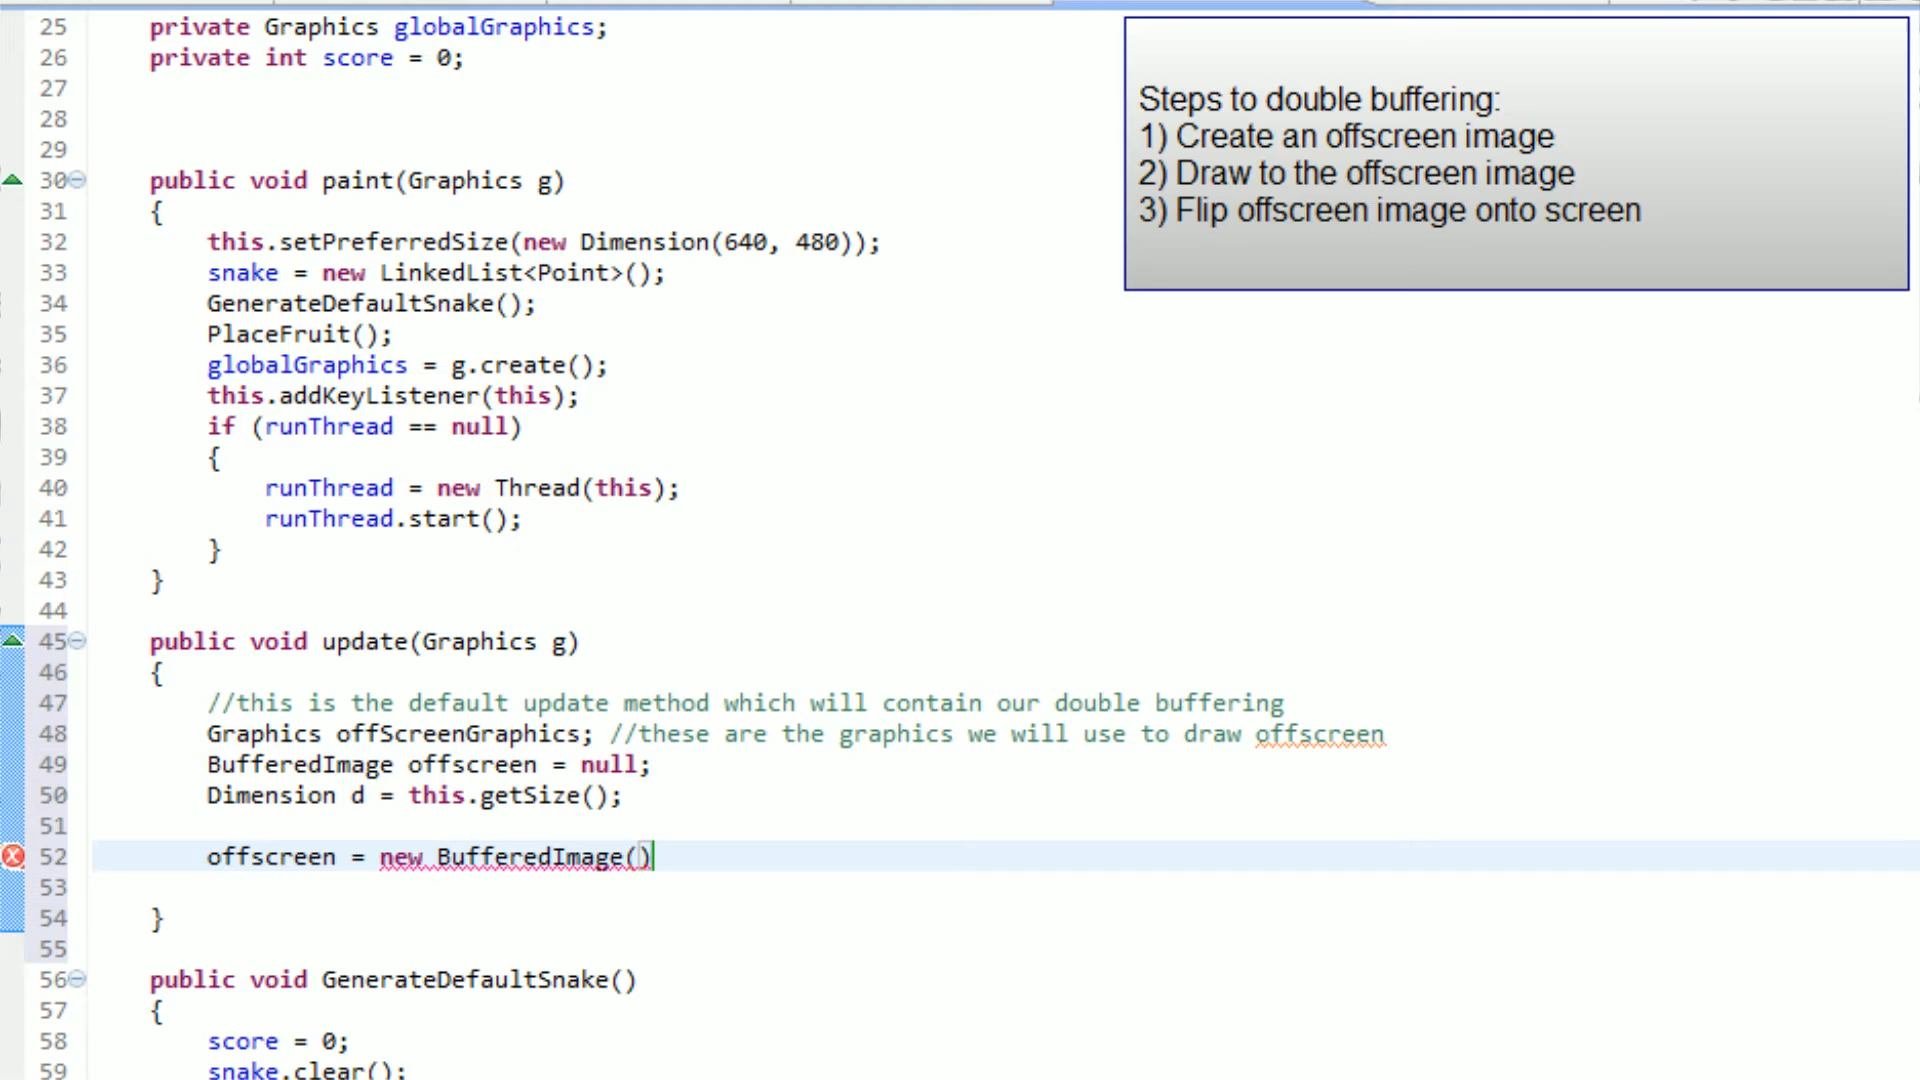 25 private Graphics globalGraphics;
26 private int score = 0;
27
28
29
30 public void paint(Graphics g)
31 {
32 this.setPreferredSize(new Dimension(640, 480));
33 snake = new LinkedList<Point>();
34 GenerateDefaultSnake();
35 PlaceFruit();
36 globalGraphics = g.create();
37 this.addKeyListener(this);
38 if (runThread == null)
39 {
40 runThread = new Thread(this);
41 runThread.start();
42 }
43 }
44
45 public void update(Graphics g)
46 {
47 //this is the default update method which will contain our double buffering
48 Graphics offScreenGraphics; //these are the graphics we will use to draw offscreen
49 BufferedImage offscreen = null;
50 Dimension d = this.getSize();
51
52 offscreen = new BufferedImage()
53
54 }
55
56 public void GenerateDefaultSnake()
57 {
58 score = 0;
59 snake.clear();
Steps to double buffering:
1) Create an offscreen image
2) Draw to the offscreen image
3) Flip offscreen image onto screen